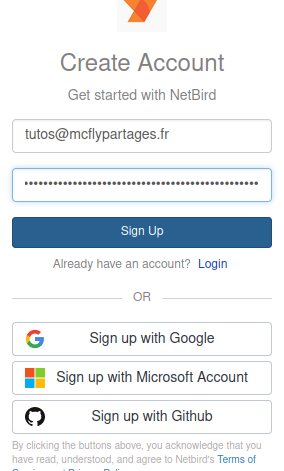 Create Account
Get started with NetBird
tutos@mcflypartages.fr
Sign Up
Already have an account? Login
OR
Sign up with Google
Sign up with Microsoft Account
Sign up with Github
By clicking the buttons above, you acknowledge that you
have read, understood, and agree to Netbird's Terms of